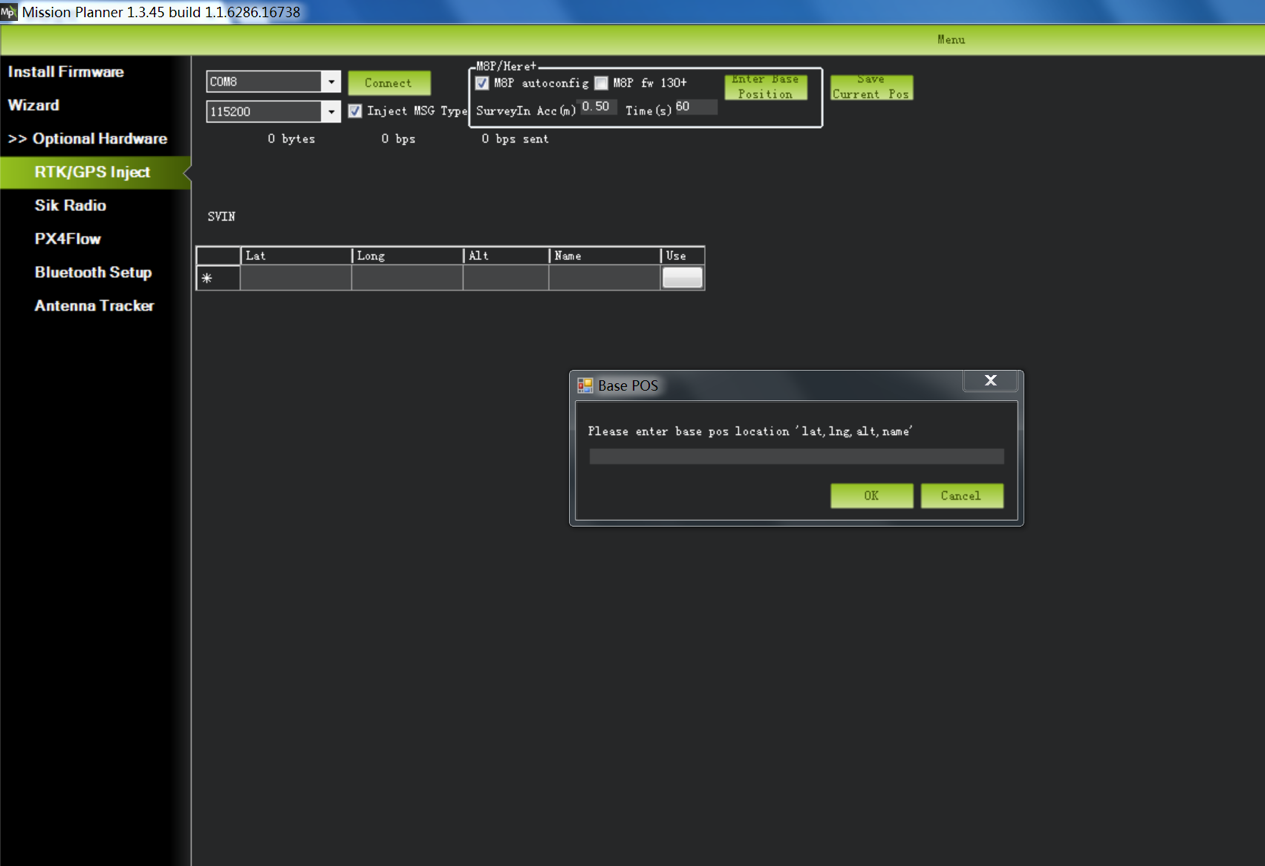 Mp Mission Planner 1.3.45 build 1.1.6286.16738
Menu
Install Firmware
Wizard
>> Optional Hardware
RTK/GPS Inject
Sik Radio
PX4Flow
Bluetooth Setup
Antenna Tracker
COM8
Connect
115200
Inject MSG Type
M8P/Here+
M8P autoconfig
M8P fw 130+
Enter Base
Position
SurveyIn Acc(m) 0.50 Time(s) 60
Save
Current Pos
0 bytes
0 bps
0 bps sent
SVIN
Lat Long Alt Name Use
*
Base POS
X
Please enter base pos location 'lat,lng,alt,name'
OK
Cancel